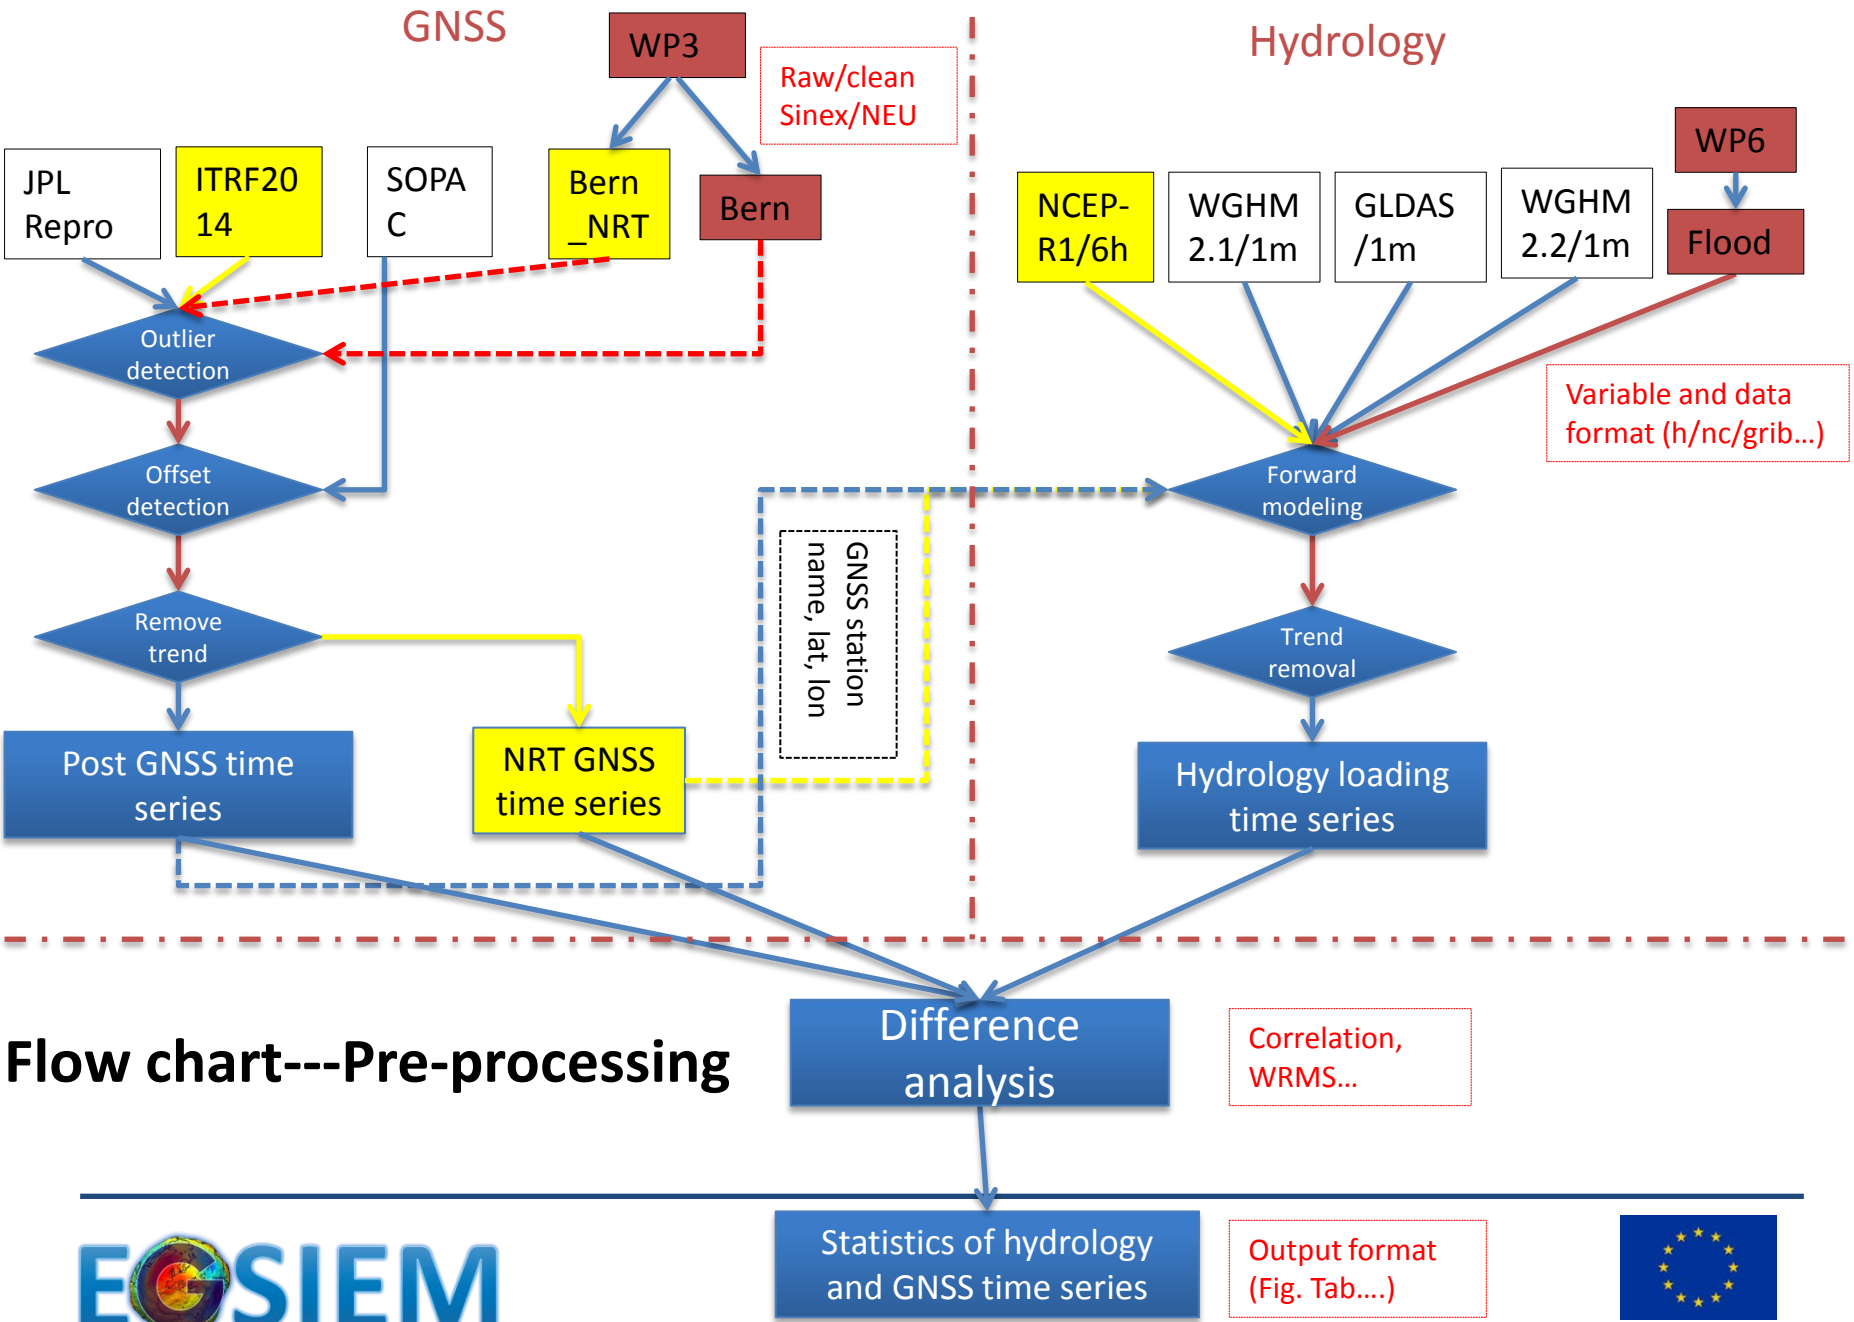 GNSS
WP3
Raw/clean
Sinex/NEU
Hydrology
JPL
Repro
ITRF20
14
SOPA
C
Bern
_NRT
Bern
NCEP-
R1/6h
WGHM
2.1/1m
GLDAS
/1m
WGHM
2.2/1m
WP6
Flood
Outlier
detection
Variable and data
format (h/nc/grib...)
Offset
detection
Forward
modeling
GNSS station
name, lat, lon
Remove
trend
Trend
removal
Post GNSS time
series
NRT GNSS
time series
Hydrology loading
time series
Flow chart---Pre-processing
Difference
analysis
Correlation,
WRMS...
Statistics of hydrology
and GNSS time series
Output format
(Fig. Tab....)
EGSIEM